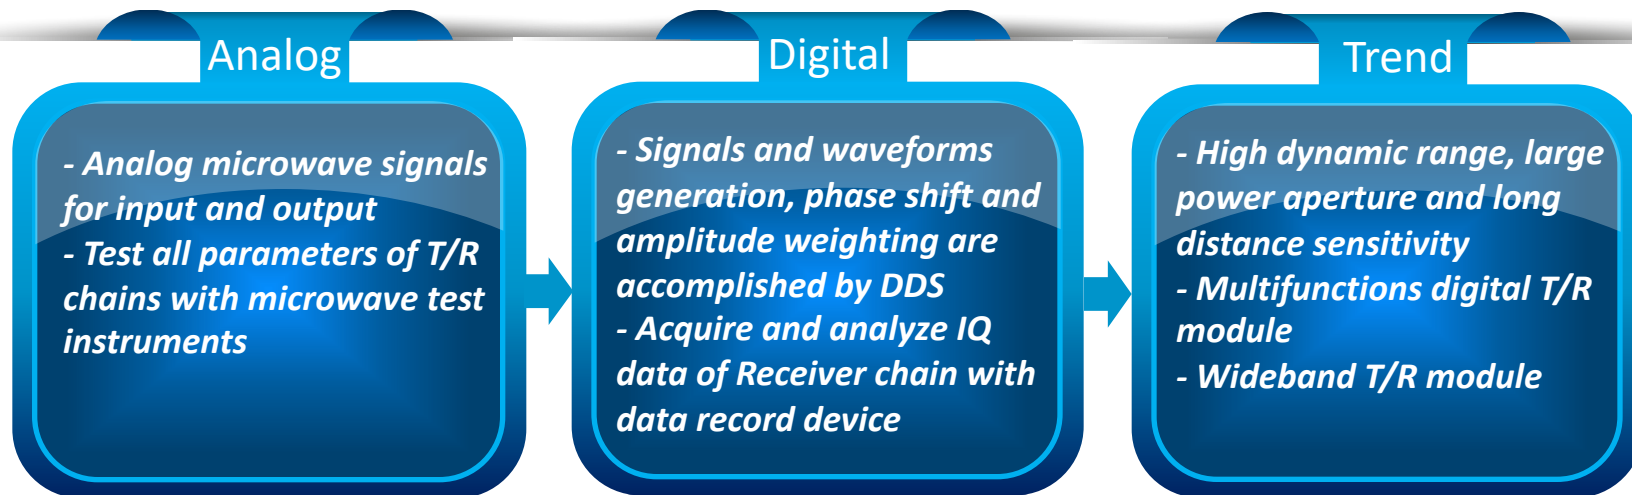 Analog
- Analog microwave signals
for input and output
- Test all parameters of T/R
chains with microwave test
instruments
Digital
- Signals and waveforms
generation, phase shift and
amplitude weighting are
accomplished by DDS
- Acquire and analyze IQ
data of Receiver chain with
data record device
Trend
- High dynamic range, large
power aperture and long
distance sensitivity
- Multifunctions digital T/R
module
- Wideband T/R module